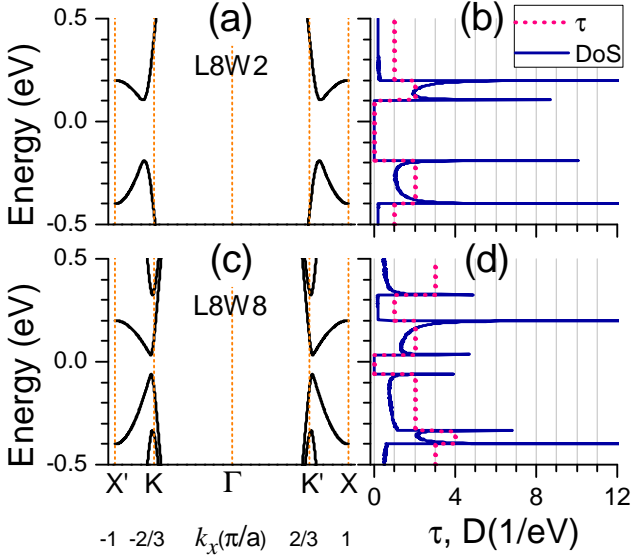 (a)
L8W2
Energy (eV)
0.5
0.0
-0.5
(b)
τ
DoS
(c)
L8W8
Energy (eV)
0.5
0.0
-0.5
X' K Γ K' X
-1 -2/3 kx(π/a) 2/3 1
(d)
0 4 8 12
τ, D(1/eV)